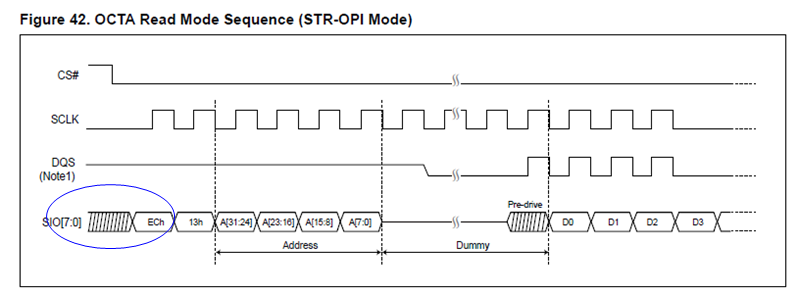 Figure 42. OCTA Read Mode Sequence (STR-OPI Mode)
CS#
SCLK
DQS
(Note1)
Pre-drive
SIO[7:0] ECh 13h A[31:24] A[23:16] A[15:8] A[7:0] D0 D1 D2 D3
Address Dummy